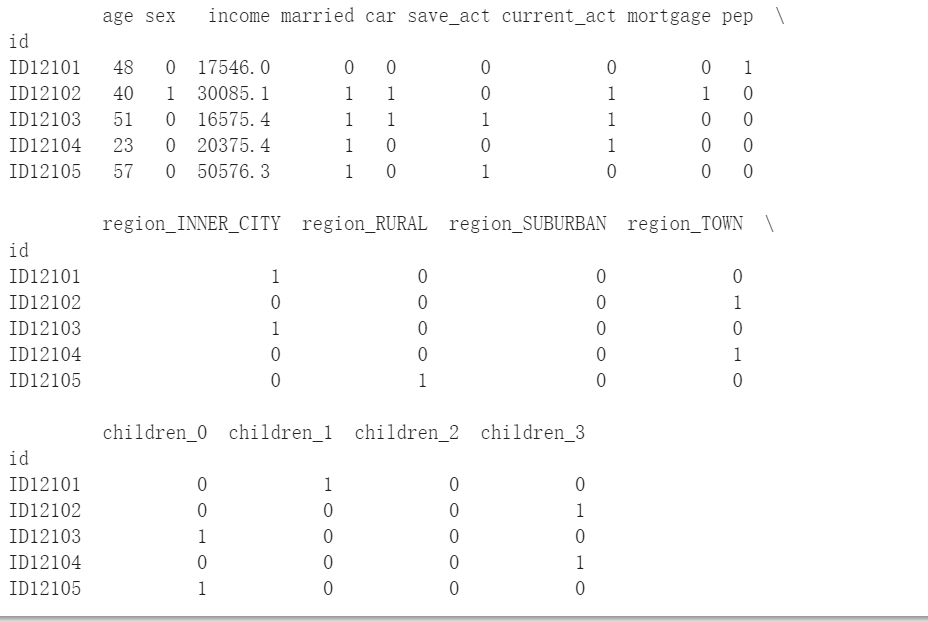 age sex income married car save_act current_act mortgage pep \
id
ID12101 48 0 17546.0 0 0 0 0 0 1
ID12102 40 1 30085.1 1 1 0 1 1 0
ID12103 51 0 16575.4 1 1 1 1 0 0
ID12104 23 0 20375.4 1 0 0 1 0 0
ID12105 57 0 50576.3 1 0 1 0 0 0
region_INNER_CITY region_RURAL region_SUBURBAN region_TOWN \
id
ID12101 1 0 0 0
ID12102 0 0 0 1
ID12103 1 0 0 0
ID12104 0 0 0 1
ID12105 0 1 0 0
children_0 children_1 children_2 children_3
id
ID12101 0 1 0 0
ID12102 0 0 0 1
ID12103 1 0 0 0
ID12104 0 0 0 1
ID12105 1 0 0 0